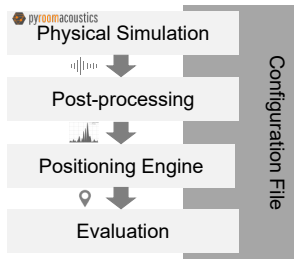 pyroomacoustics
Physical Simulation
Post-processing
Positioning Engine
Evaluation
Configuration File